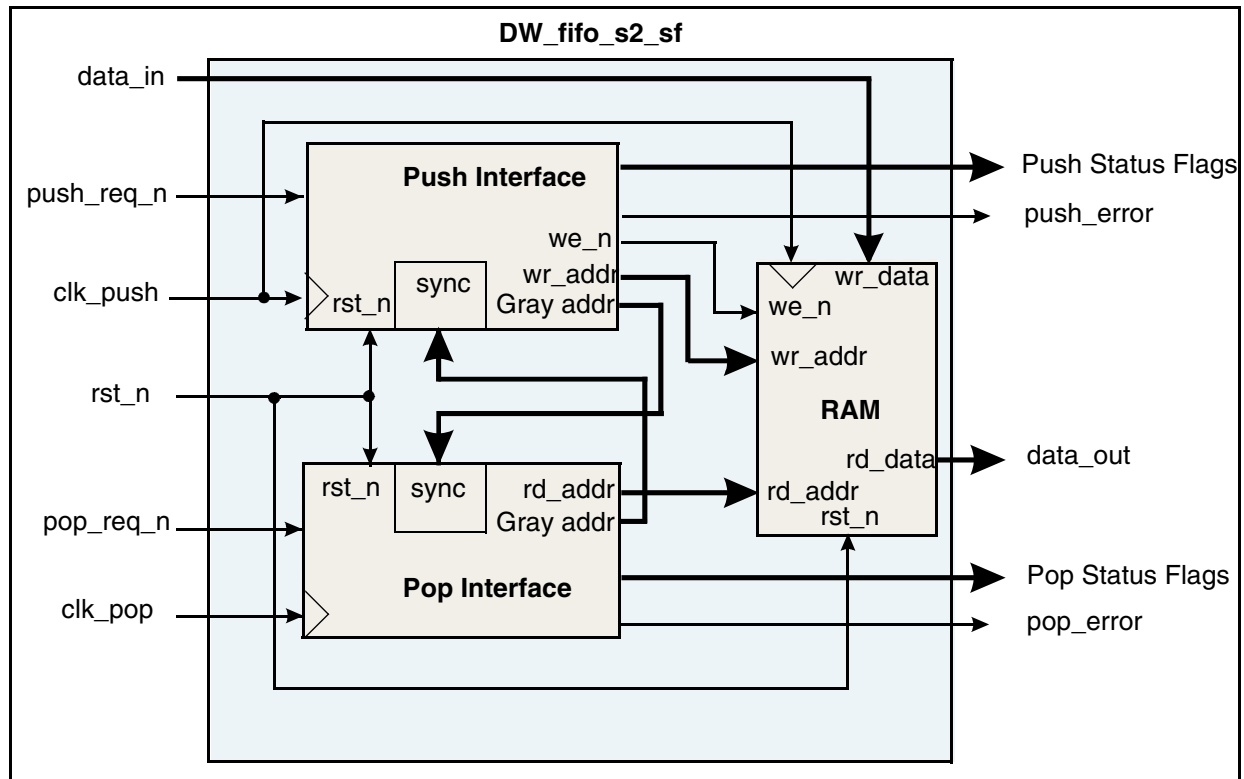 DW_fifo_s2_sf
data_in
push_req_n
clk_push
rst_n
pop_req_n
clk_pop
Push Interface
we_n
wr_addr
Gray addr
sync
rst_n
rst_n
sync
rd_addr
Gray addr
Pop Interface
wr_data
we_n
wr_addr
RAM
rd_data
rd_addr
rst_n
Push Status Flags
push_error
data_out
Pop Status Flags
pop_error